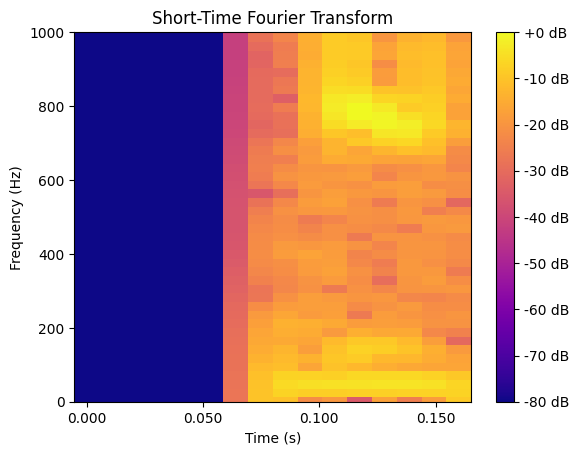 Short-Time Fourier Transform
1000
800
600
400
200
0
Frequency (Hz)
0.000
0.050
0.100
0.150
Time (s)
+0 dB
-10 dB
-20 dB
-30 dB
-40 dB
-50 dB
-60 dB
-70 dB
-80 dB